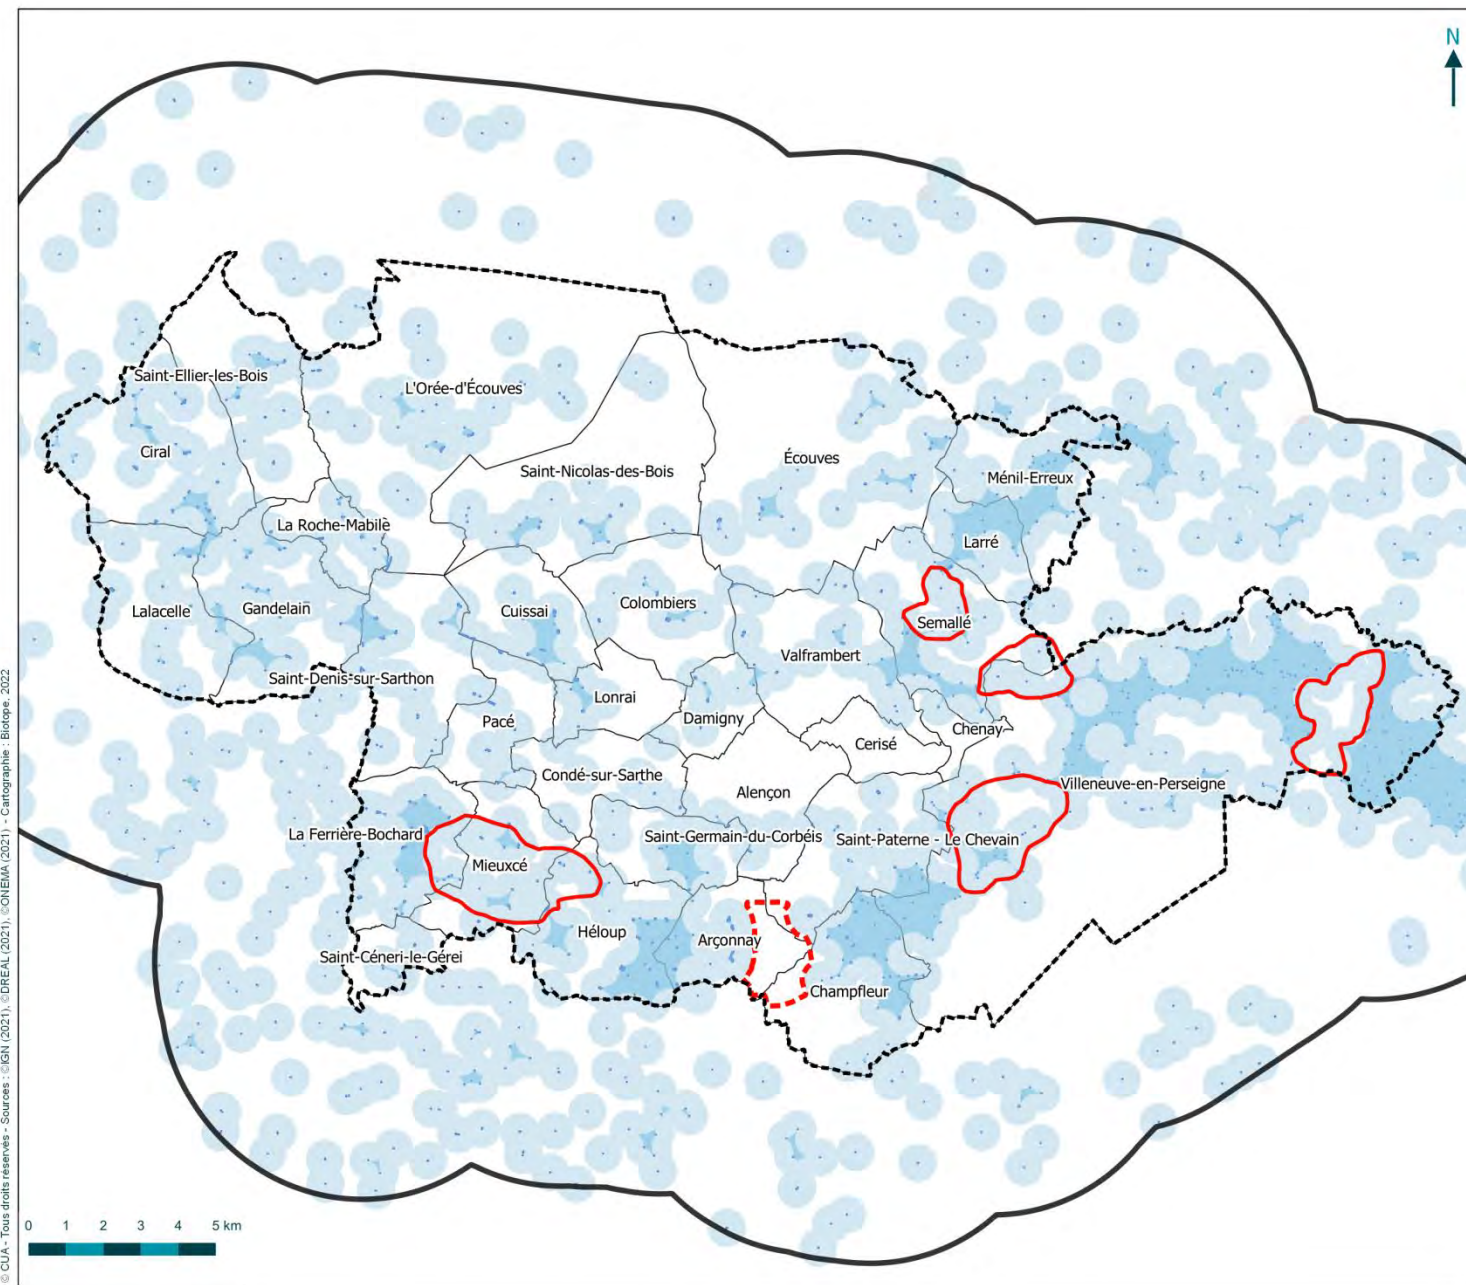 N
Saint-Ellier-les-Bois
L'Orée-d'Écouves
Ciral
Écouves
Saint-Nicolas-des-Bois
Ménil-Erreux
La Roche-Mabile
Larré
Lalacelle
Gandelain
Cuissai
Colombiers
Semallé
Valframbert
Saint-Denis-sur-Sarthon
Lonrai
Pacé
Damigny
Chenay
Cerisé
Condé-sur-Sarthe
Villeneuve-en-Perseigne
Alençon
La Ferrière-Bochard
Saint-Germain-du-Corbéis
Saint-Paterne - Le Chevain
Mieuxcé
Héloup
Arçonnay
Saint-Céneri-le-Gérei
Champfleur
0 1 2 3 4 5 km
© CUA - Tous droits réservés - Sources : ©IGN (2021), ©DREAL (2021), ©ONEMA (2021) - Cartographie : Biotope, 2022